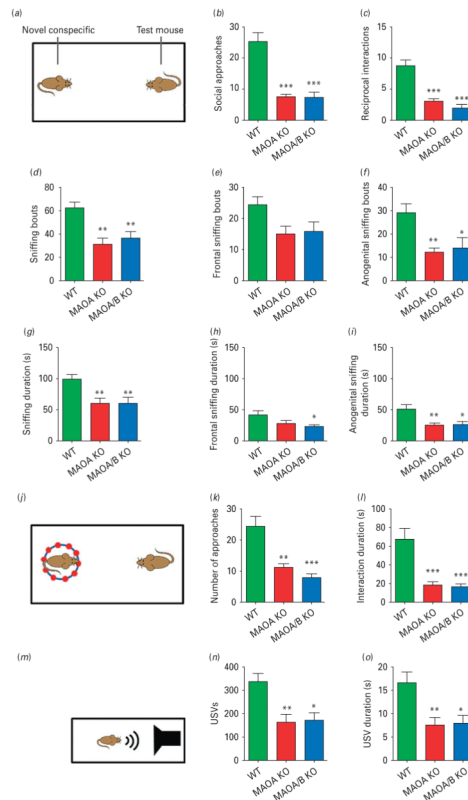 (a)
Novel conspecific
Test mouse
(b)
Social approaches
30
20
10
0
***
***
WT
MAOA KO
MAOA/B KO
(c)
Reciprocal interactions
15
10
5
0
***
***
WT
MAOA KO
MAOA/B KO
(d)
Sniffing bouts
80
60
40
20
0
**
**
WT
MAOA KO
MAOA/B KO
(e)
Frontal sniffing bouts
30
20
10
0
WT
MAOA KO
MAOA/B KO
(f)
Anogenital sniffing bouts
40
30
20
10
0
**
*
WT
MAOA KO
MAOA/B KO
(g)
Sniffing duration (s)
150
100
50
0
**
**
WT
MAOA KO
MAOA/B KO
(h)
Frontal sniffing duration (s)
150
100
50
0
*
WT
MAOA KO
MAOA/B KO
(i)
Anogenital sniffing
duration (s)
150
100
50
0
**
*
WT
MAOA KO
MAOA/B KO
(j)
(k)
Number of approaches
30
20
10
0
**
***
WT
MAOA KO
MAOA/B KO
(l)
Interaction duration (s)
100
80
60
40
20
0
***
***
WT
MAOA KO
MAOA/B KO
(m)
(n)
USVs
400
300
200
100
0
**
*
WT
MAOA KO
MAOA/B KO
(o)
USV duration (s)
20
15
10
5
0
**
*
WT
MAOA KO
MAOA/B KO